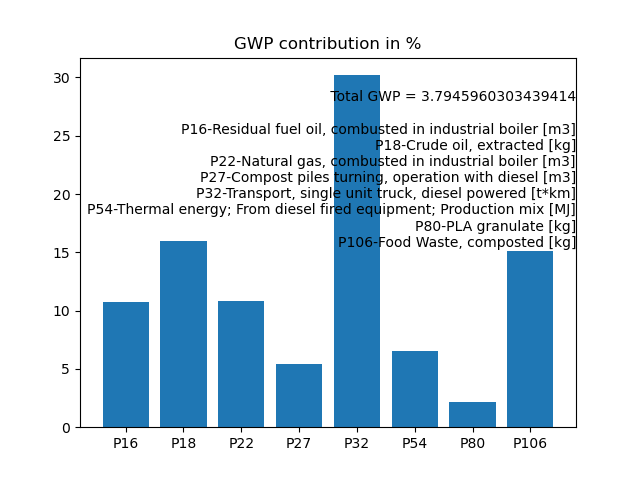 GWP contribution in %
30
Total GWP = 3.7945960303439414
P16-Residual fuel oil, combusted in industrial boiler [m3]
25
P18-Crude oil, extracted [kg]
P22-Natural gas, combusted in industrial boiler [m3]
P27-Compost piles turning, operation with diesel [m3]
20
P32-Transport, single unit truck, diesel powered [t*km]
P54-Thermal energy; From diesel fired equipment; Production mix [MJ]
P80-PLA granulate [kg]
15
P106-Food Waste, composted [kg]
10
5
0
P16 P18 P22 P27 P32 P54 P80 P106